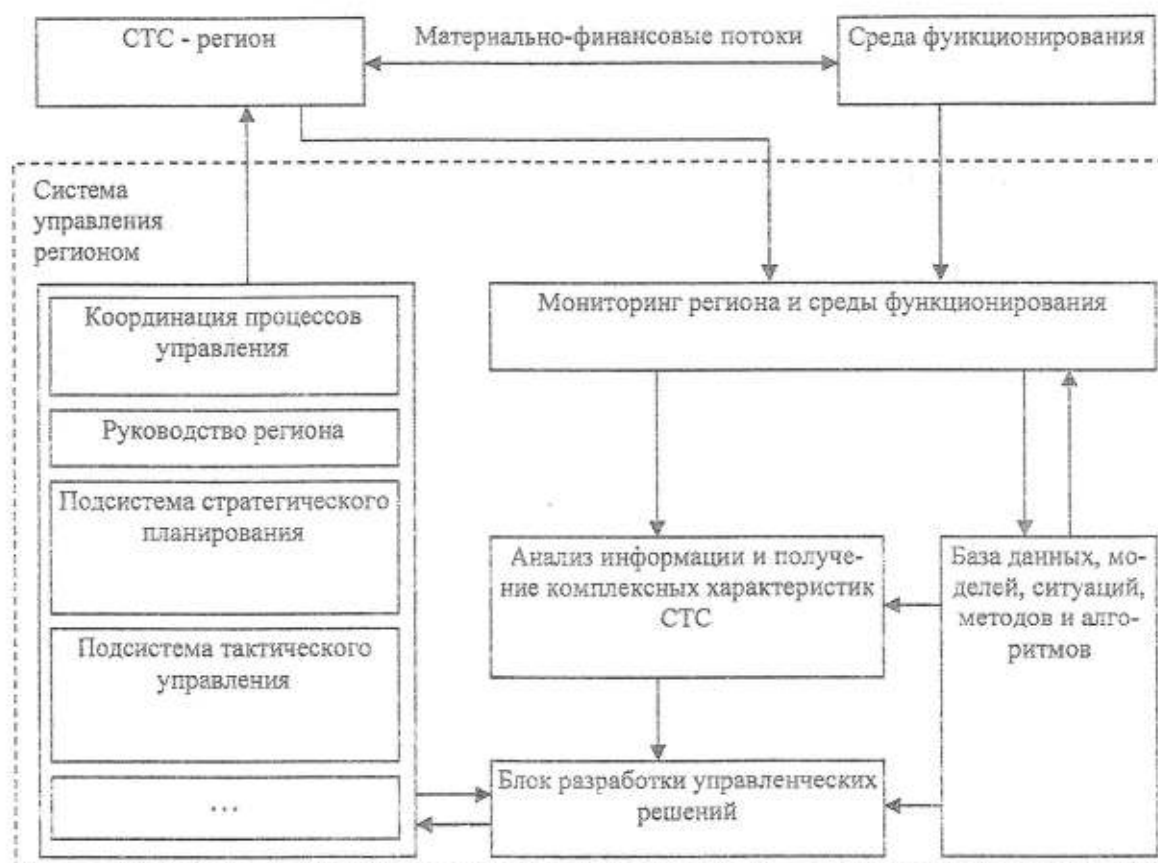 СТС - регион
Материально-финансовые потоки
Среда функционирования
Система
управления
регионом
Координация процессов
управления
Руководство региона
Подсистема стратегического
планирования
Подсистема тактического
управления
...
Мониторинг региона и среды функционирования
Анализ информации и получе-
ние комплексных характеристик
СТС
База данных, мо-
делей, ситуаций,
методов и алго-
ритмов
Блок разработки управленческих
решений